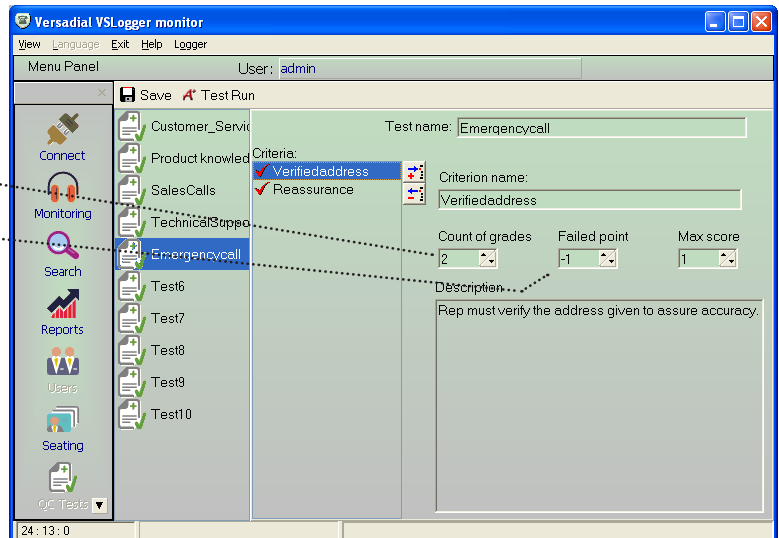 Versadial VSLogger monitor
View Language Exit Help Logger
Menu Panel User: admin
Save Test Run
Connect
Monitoring
Search
Reports
Users
Seating
QC Tests
Customer_Servic
Product knowled
SalesCalls
TechnicalSuppo
Emergencycall
Test6
Test7
Test8
Test9
Test10
Test name: Emergencycall
Criteria:
Verifiedaddress
Reassurance
Criterion name:
Verifiedaddress
Count of grades Failed point Max score
2 -1 1
Description
Rep must verify the address given to assure accuracy.
24:13:0